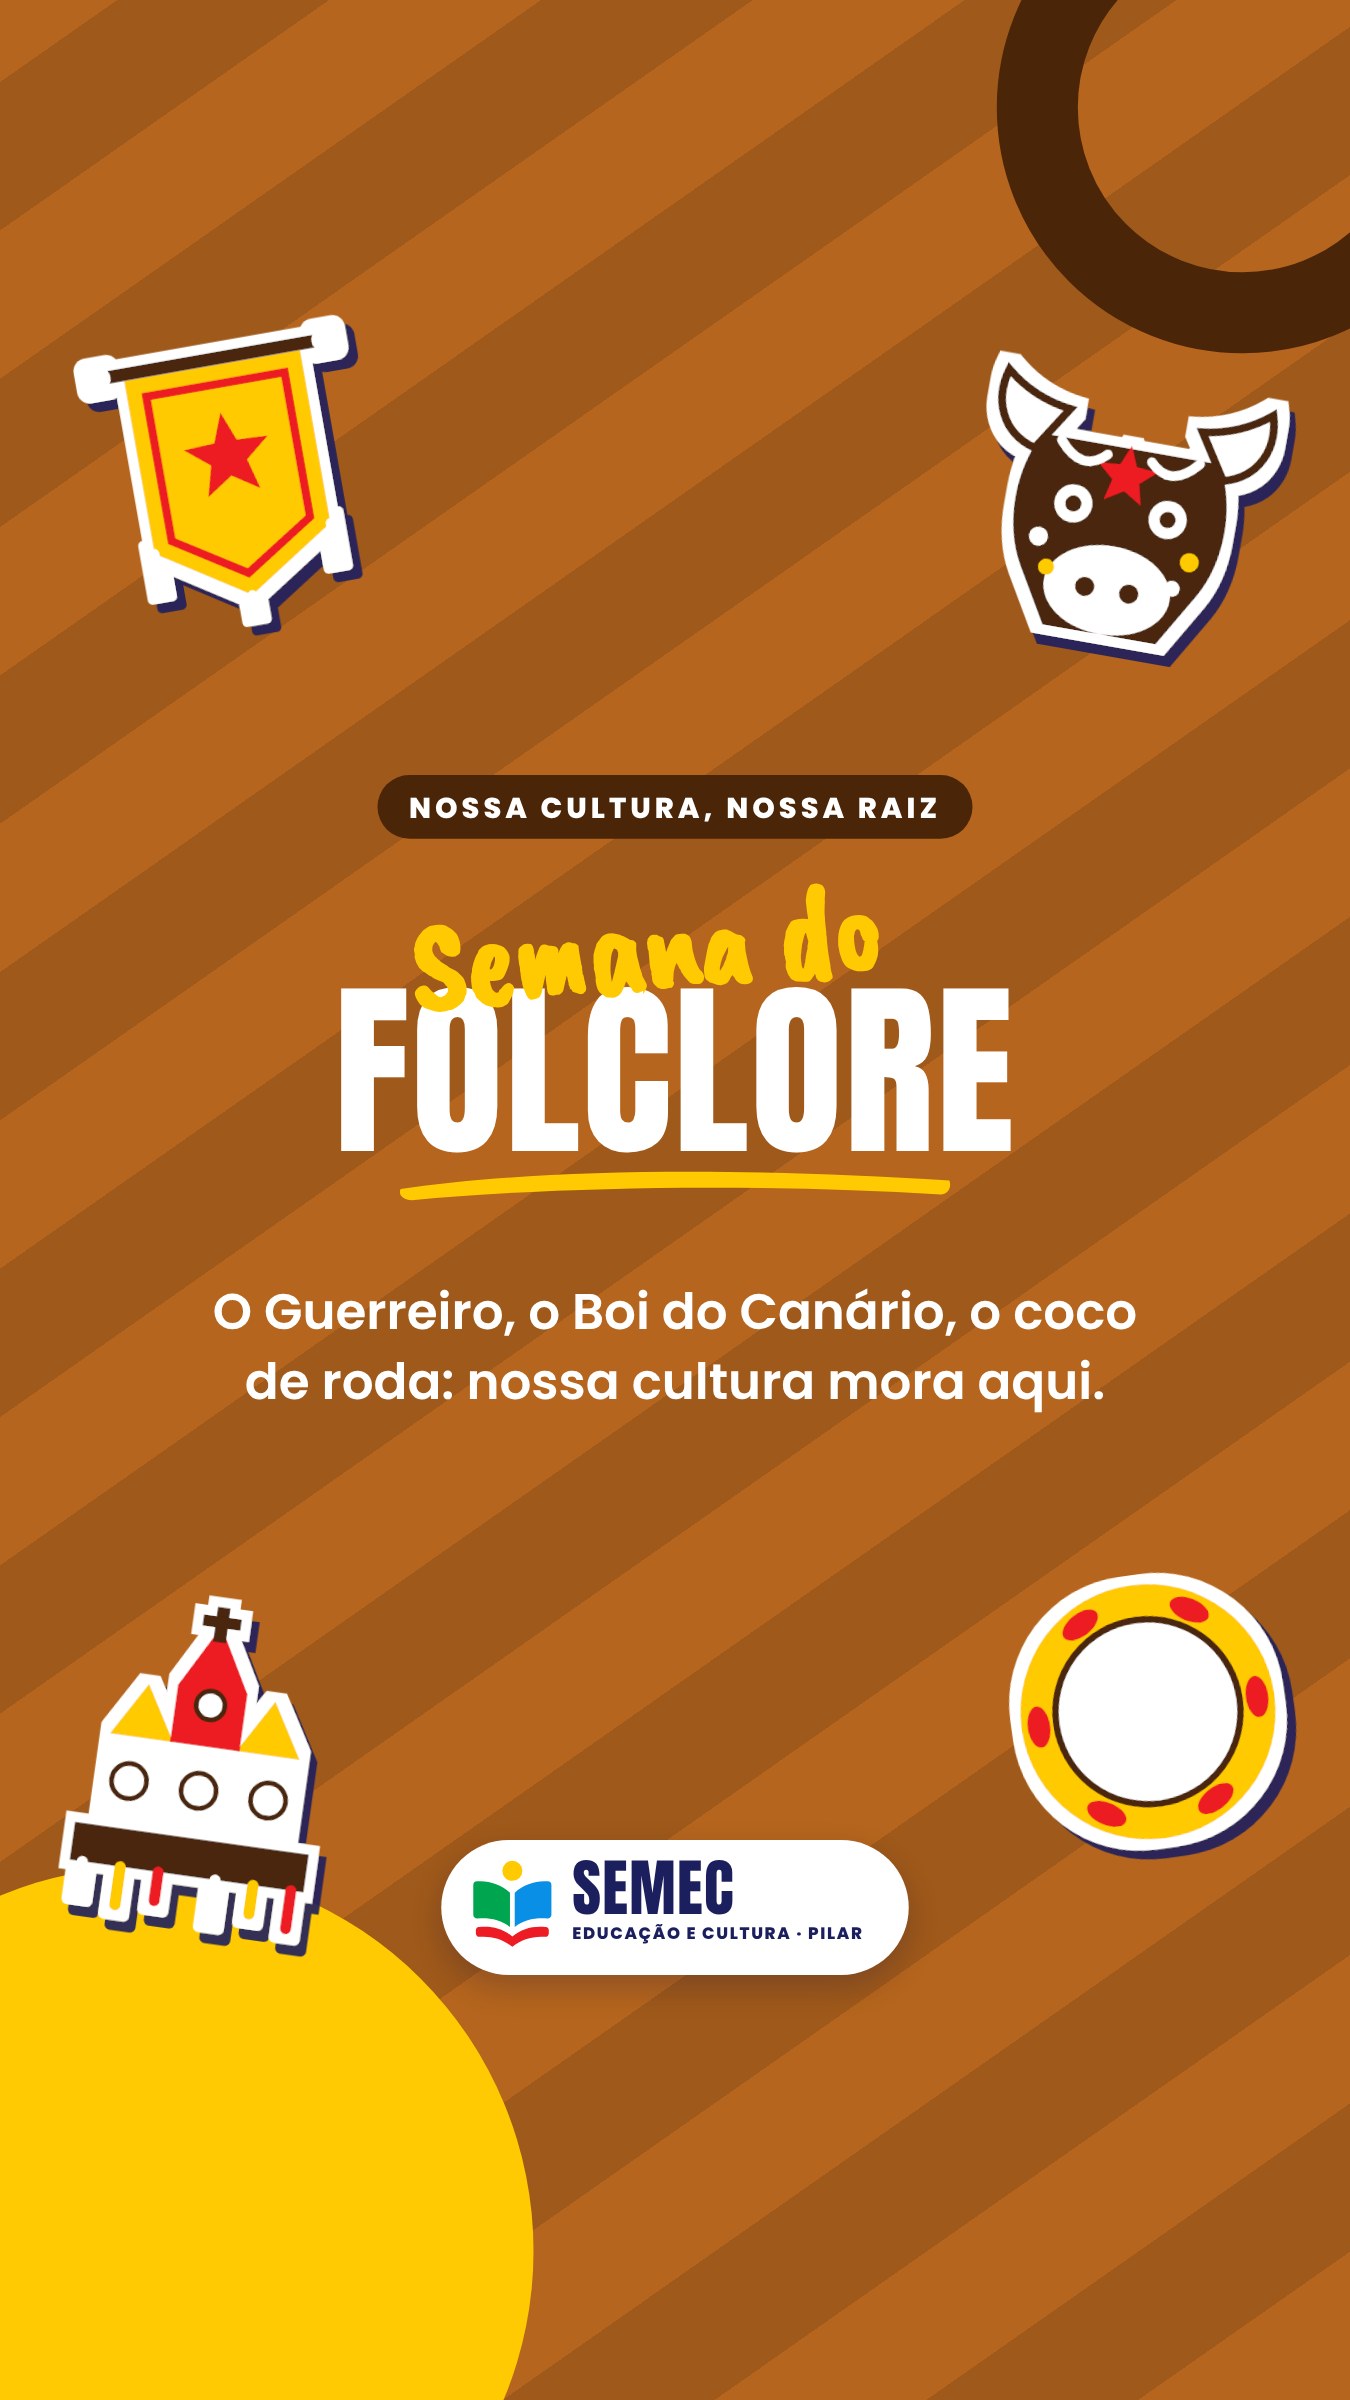 NOSSA CULTURA, NOSSA RAIZ
Semana do
FOLCLORE
O Guerreiro, o Boi do Canário, o coco
de roda: nossa cultura mora aqui.
SEMEC
EDUCAÇÃO E CULTURA · PILAR